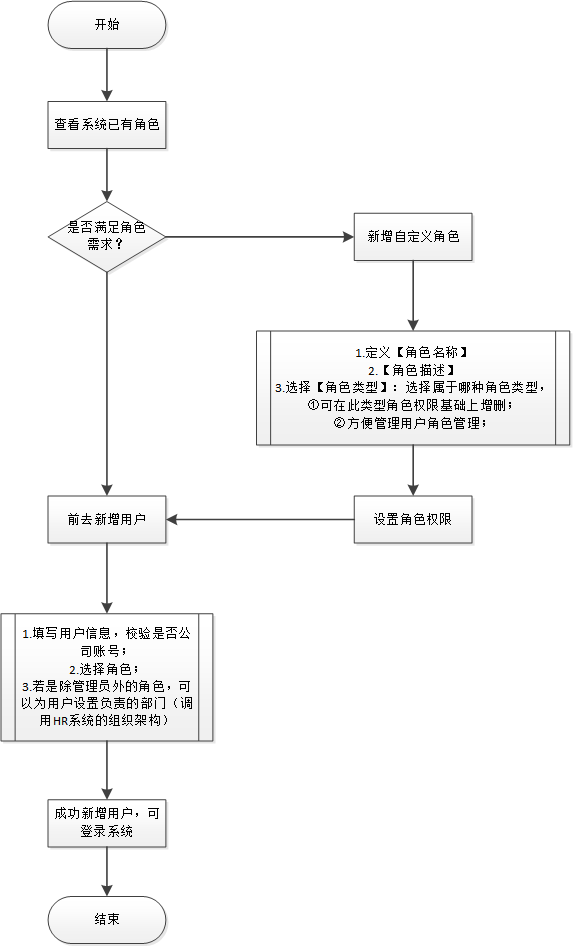 开始
查看系统已有角色
是否满足角色
需求？
新增自定义角色
1.定义【角色名称】
2.【角色描述】
3.选择【角色类型】：选择属于哪种角色类型，
①可在此类型角色权限基础上增删；
②方便管理用户角色管理；
前去新增用户
设置角色权限
1.填写用户信息，校验是否公
司账号；
2.选择角色；
3.若是除管理员外的角色，可
以为用户设置负责的部门（调
用HR系统的组织架构）
成功新增用户，可
登录系统
结束